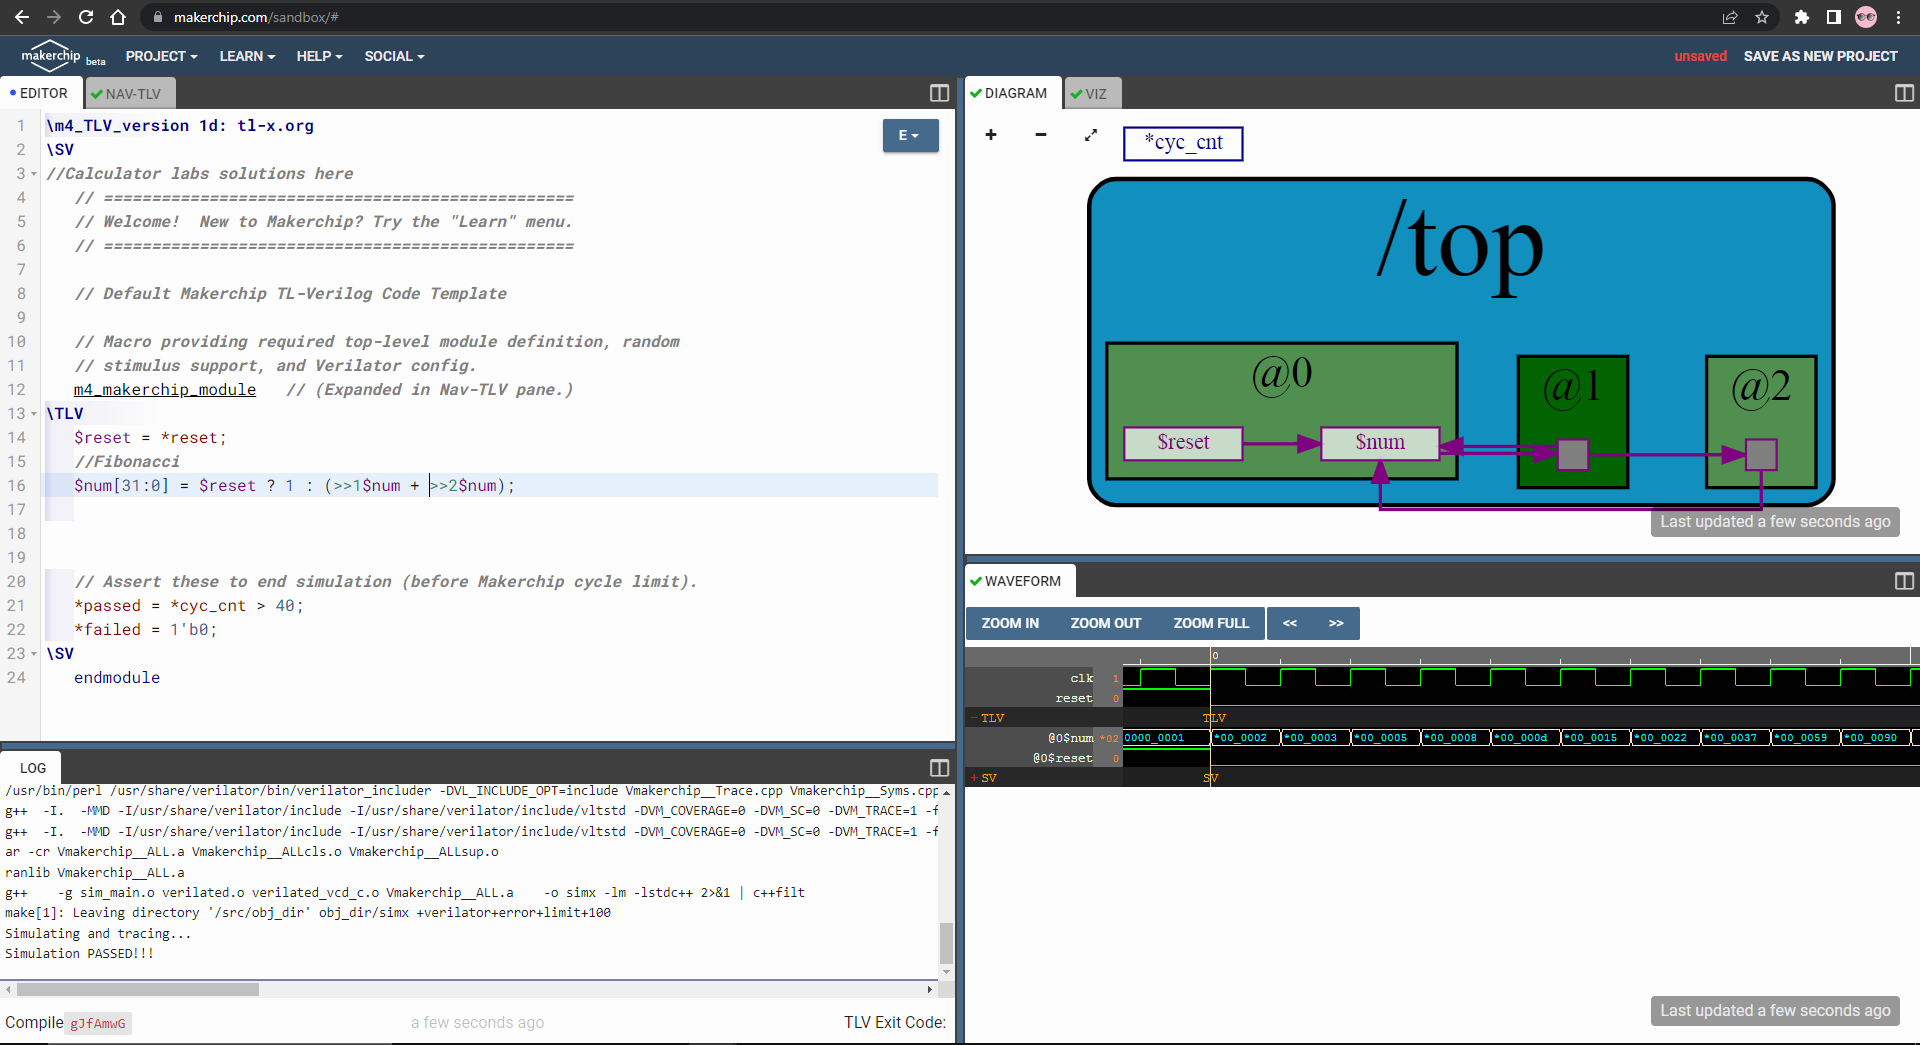 makerchip.com/sandbox/#
makerchip beta PROJECT LEARN HELP SOCIAL unsaved SAVE AS NEW PROJECT
EDITOR NAV-TLV
1 \m4_TLV_version 1d: tl-x.org
2 \SV
3 //Calculator labs solutions here
4 // =================================================
5 // Welcome!  New to Makerchip? Try the "Learn" menu.
6 // =================================================
7
8 // Default Makerchip TL-Verilog Code Template
9
10 // Macro providing required top-level module definition, random
11 // stimulus support, and Verilator config.
12 m4_makerchip_module   // (Expanded in Nav-TLV pane.)
13 \TLV
14 $reset = *reset;
15 //Fibonacci
16 $num[31:0] = $reset ? 1 : (>>1$num + >>2$num);
17
18
19
20 // Assert these to end simulation (before Makerchip cycle limit).
21 *passed = *cyc_cnt > 40;
22 *failed = 1'b0;
23 \SV
24 endmodule
E
LOG
/usr/bin/perl /usr/share/verilator/bin/verilator_includer -DVL_INCLUDE_OPT=include Vmakerchip__Trace.cpp Vmakerchip__Syms.cpp
g++  -I.  -MMD -I/usr/share/verilator/include -I/usr/share/verilator/include/vltstd -DVM_COVERAGE=0 -DVM_SC=0 -DVM_TRACE=1 -f
g++  -I.  -MMD -I/usr/share/verilator/include -I/usr/share/verilator/include/vltstd -DVM_COVERAGE=0 -DVM_SC=0 -DVM_TRACE=1 -f
ar -cr Vmakerchip__ALL.a Vmakerchip__ALLcls.o Vmakerchip__ALLsup.o
ranlib Vmakerchip__ALL.a
g++    -g sim_main.o verilated.o verilated_vcd_c.o Vmakerchip__ALL.a    -o simx -lm -lstdc++ 2>&1 | c++filt
make[1]: Leaving directory '/src/obj_dir' obj_dir/simx +verilator+error+limit+100
Simulating and tracing...
Simulation PASSED!!!
Compile gJfAmwG a few seconds ago TLV Exit Code:
DIAGRAM VIZ
*cyc_cnt
/top
@0 @1 @2
$reset $num
Last updated a few seconds ago
WAVEFORM
ZOOM IN ZOOM OUT ZOOM FULL << >>
0
clk 1
reset 0
TLV TLV
@0$num *02 0000_0001 *00_0002 *00_0003 *00_0005 *00_0008 *00_000d *00_0015 *00_0022 *00_0037 *00_0059 *00_0090
@0$reset 0
SV SV
Last updated a few seconds ago